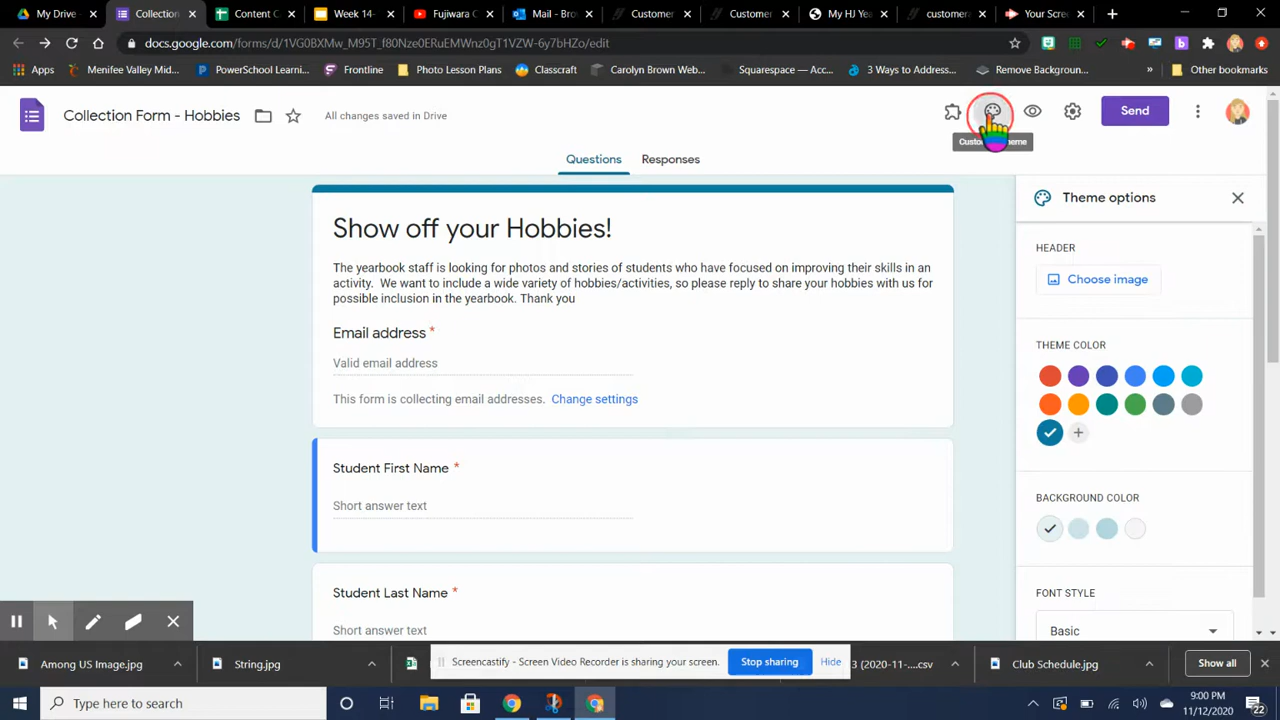 My Drive -
Collection
Content C
Week 14-
Fujiwara C
Mail - Bro
Customer
Customer
My HJ Ye
customer
Your Scre
docs.google.com/forms/d/1VG0BXMw_M95T_f80Nze0ERuEMWnz0gT1VZW-6y7bHZo/edit
Apps
Menifee Valley Mid...
PowerSchool Learni...
Frontline
Photo Lesson Plans
Classcraft
Carolyn Brown Web...
Squarespace — Acc...
3 Ways to Address...
Remove Background...
»
Other bookmarks
Collection Form - Hobbies
All changes saved in Drive
Send
Questions
Responses
Theme options
Show off your Hobbies!
The yearbook staff is looking for photos and stories of students who have focused on improving their skills in an
activity. We want to include a wide variety of hobbies/activities, so please reply to share your hobbies with us for
possible inclusion in the yearbook. Thank you
Email address *
Valid email address
This form is collecting email addresses. Change settings
Student First Name *
Short answer text
Student Last Name *
Short answer text
HEADER
Choose image
THEME COLOR
BACKGROUND COLOR
FONT STYLE
Basic
Among US Image.jpg
String.jpg
Screencastify - Screen Video Recorder is sharing your screen.
Stop sharing
Hide
3 (2020-11-....csv
Club Schedule.jpg
Show all
Type here to search
9:00 PM
11/12/2020
22